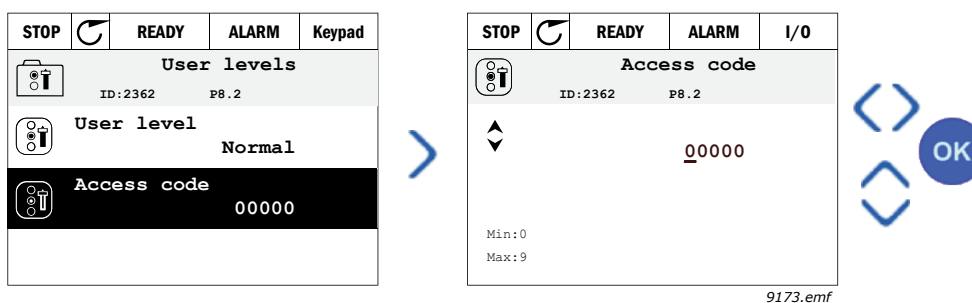 STOP READY ALARM Keypad
User levels
ID:2362 P8.2
User level
Normal
Access code
00000
STOP READY ALARM I/O
Access code
ID:2362 P8.2
00000
Min:0
Max:9
OK
9173.emf